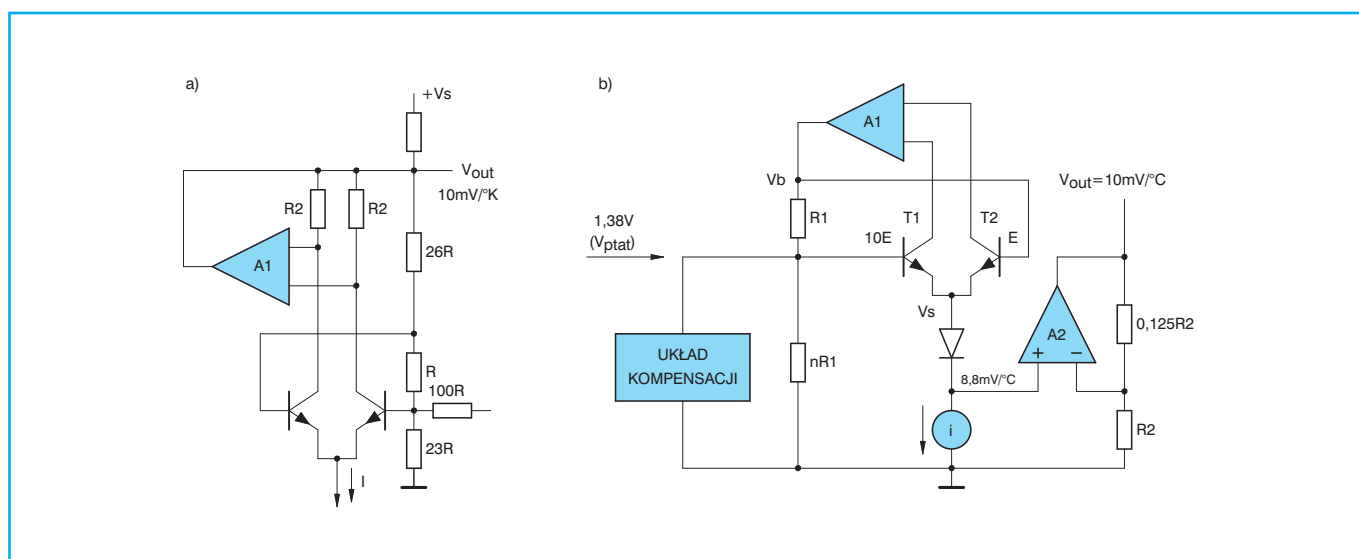 a)
+Vs
Vout
10mV/°K
R2
R2
26R
A1
R
100R
23R
I
b)
A1
Vb
Vout=10mV/°C
1,38V
(Vptat)
R1
T1
T2
10E
E
Vs
0,125R2
A2
+
−
UKŁAD
KOMPENSACJI
nR1
8,8mV/°C
i
R2